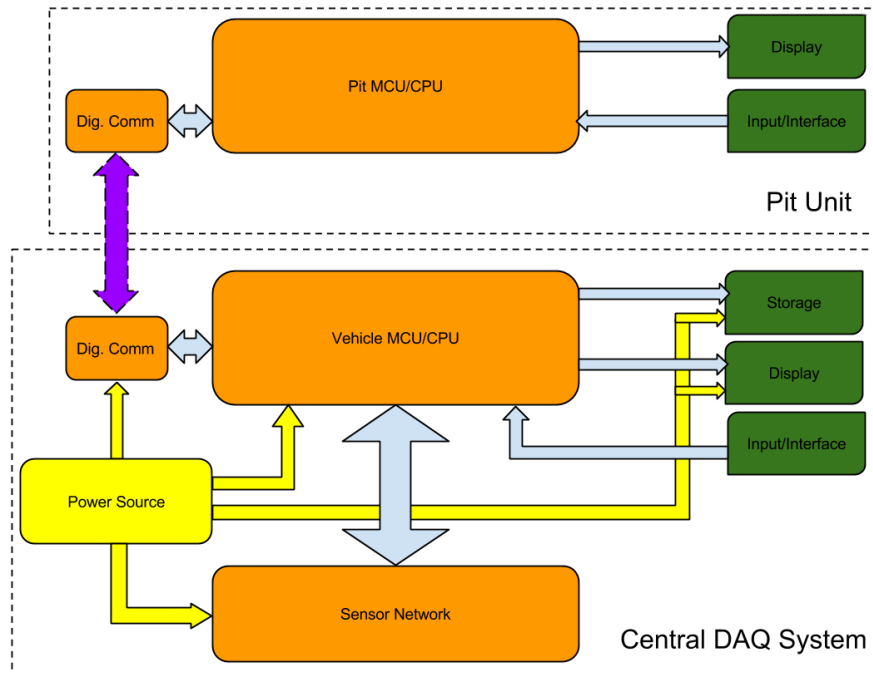 Display
Pit MCU/CPU
Dig. Comm
Input/Interface
Pit Unit
Storage
Vehicle MCU/CPU
Dig. Comm
Display
Input/Interface
Power Source
Sensor Network
Central DAQ System